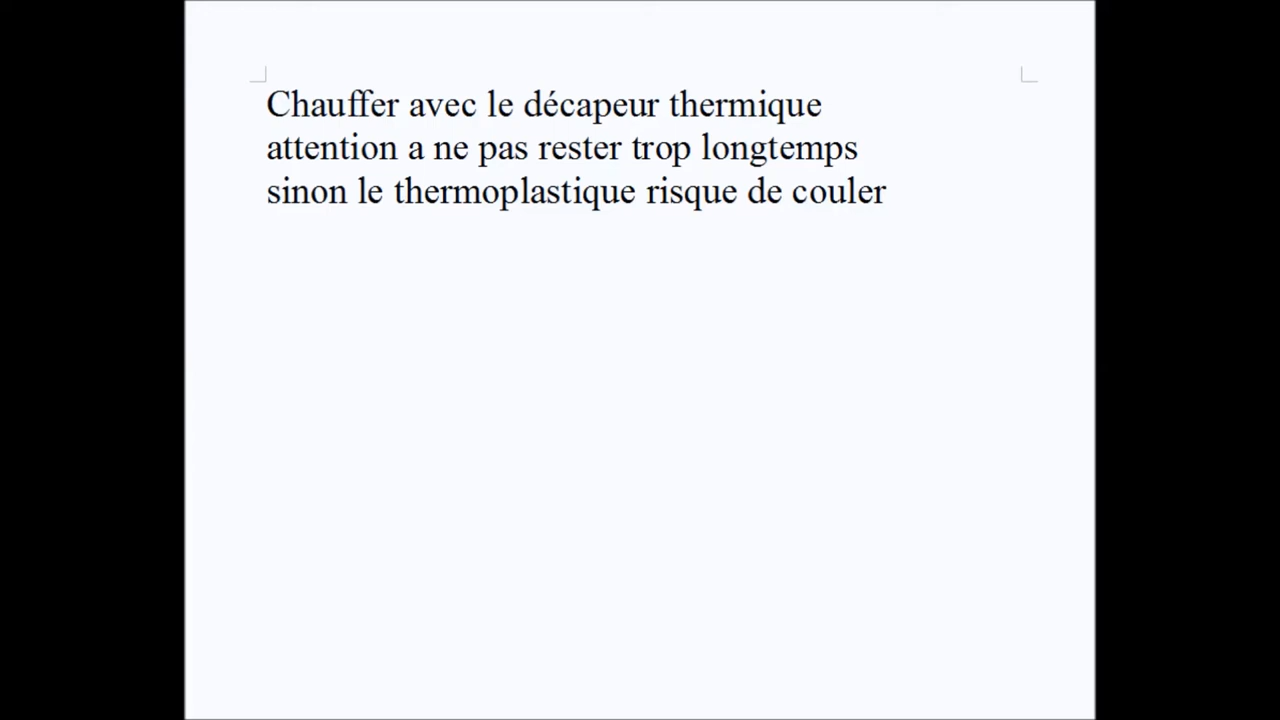 Chauffer avec le décapeur thermique
attention a ne pas rester trop longtemps
sinon le thermoplastique risque de couler